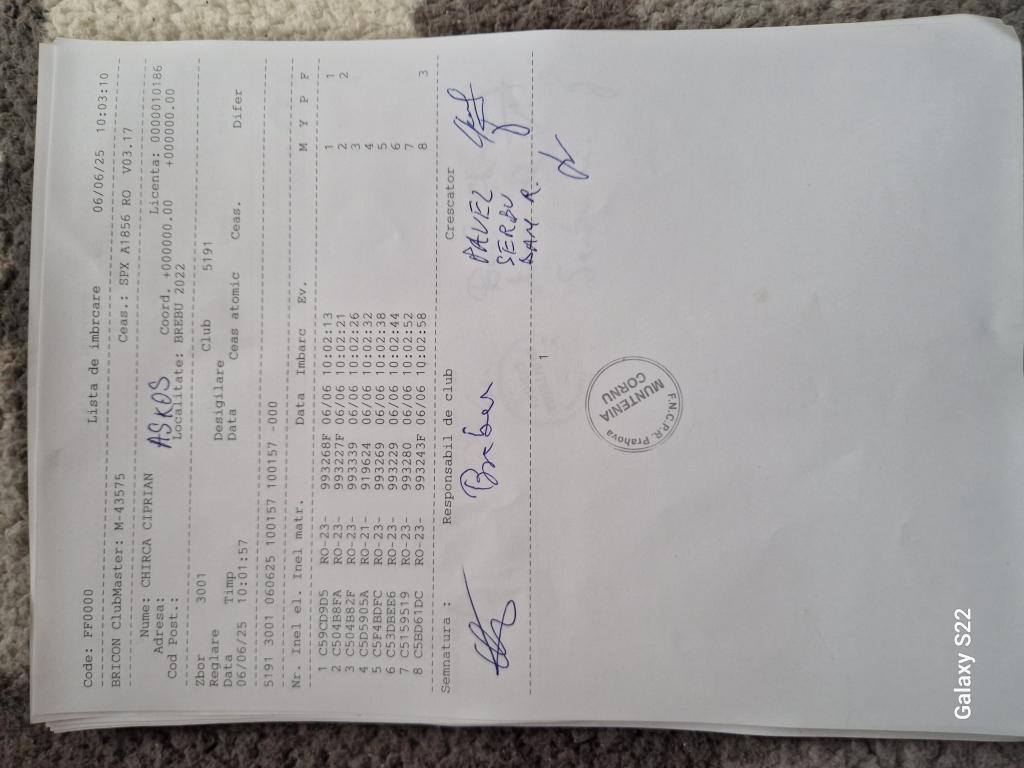 Code: FF0000 Lista de imbrcare 06/06/25 10:03:10
BRICON ClubMaster: M-43575 Ceas.: SPX A1856 RO V03.17
Nume: CHIRCA CIPRIAN ASKOS Licenta: 0000010186
Adresa: Coord. +000000.00 +000000.00
Cod Post.: Localitate: BREBU 2022
Zbor 3001 Club 5191
Reglare Desigilare
Data Timp Data Ceas atomic Ceas. Difer
06/06/25 10:01:57
5191 3001 060625 100157 100157 -000
Nr. Inel el. Inel matr. Data Imbarc Ev. M Y P F
1 C59CD9D5 RO-23- 993268F 06/06 10:02:13 1 1
2 C504B8FA RO-23- 993227F 06/06 10:02:21 2 2
3 C504B82F RO-23- 993339 06/06 10:02:26 3
4 C5D5905A RO-21- 919624 06/06 10:02:32 4
5 C5F4BDFC RO-23- 993269 06/06 10:02:38 5
6 C53DBEE6 RO-23- 993229 06/06 10:02:44 6
7 C5159519 RO-23- 993280 06/06 10:02:52 7
8 C5BD61DC RO-23- 993243F 06/06 10:02:58 8 3
Semnatura : Responsabil de club Crescator
PAVEL
SERBU
DAN R.
1
F.N.C.P.R. Prahova
MUNTENIA
CORNU
Galaxy S22